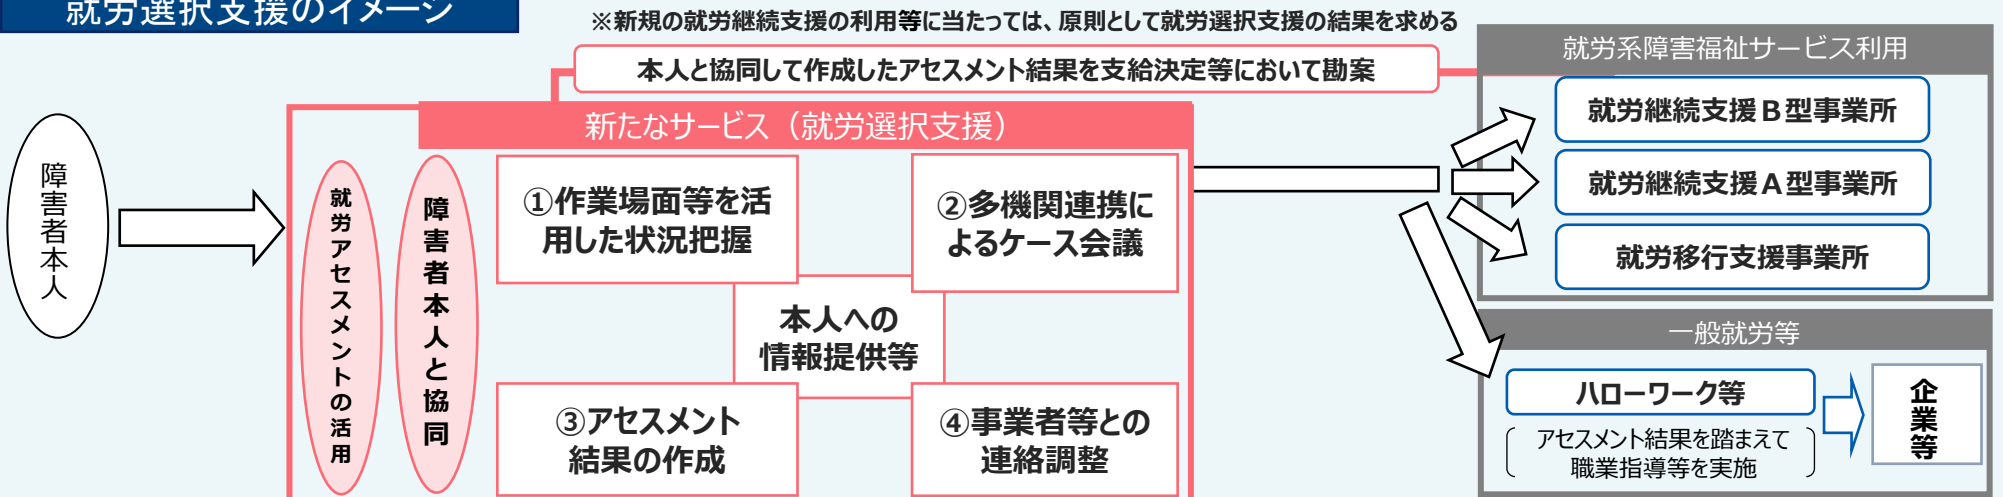 就労選択支援のイメージ
※新規の就労継続支援の利用等に当たっては、原則として就労選択支援の結果を求める
本人と協同して作成したアセスメント結果を支給決定等において勘案
障害者本人
新たなサービス（就労選択支援）
就労アセスメントの活用
障害者本人と協同
①作業場面等を活
用した状況把握
②多機関連携に
よるケース会議
本人への
情報提供等
③アセスメント
結果の作成
④事業者等との
連絡調整
就労系障害福祉サービス利用
就労継続支援Ｂ型事業所
就労継続支援Ａ型事業所
就労移行支援事業所
一般就労等
ハローワーク等
アセスメント結果を踏まえて
職業指導等を実施
企業等